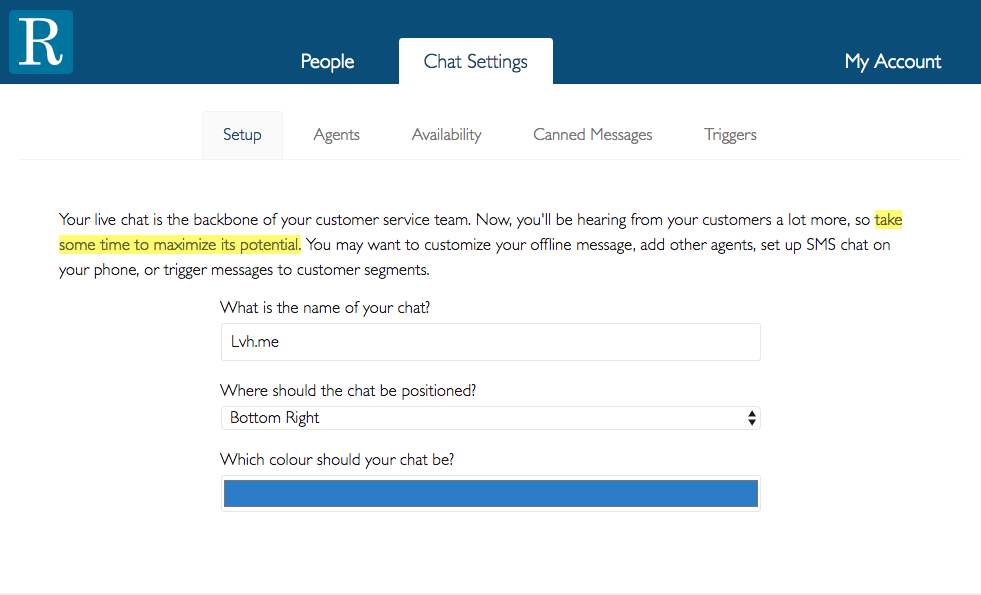 R
People
Chat Settings
My Account
Setup
Agents
Availability
Canned Messages
Triggers
Your live chat is the backbone of your customer service team. Now, you'll be hearing from your customers a lot more, so take
some time to maximize its potential. You may want to customize your offline message, add other agents, set up SMS chat on
your phone, or trigger messages to customer segments.
What is the name of your chat?
Lvh.me
Where should the chat be positioned?
Bottom Right
Which colour should your chat be?